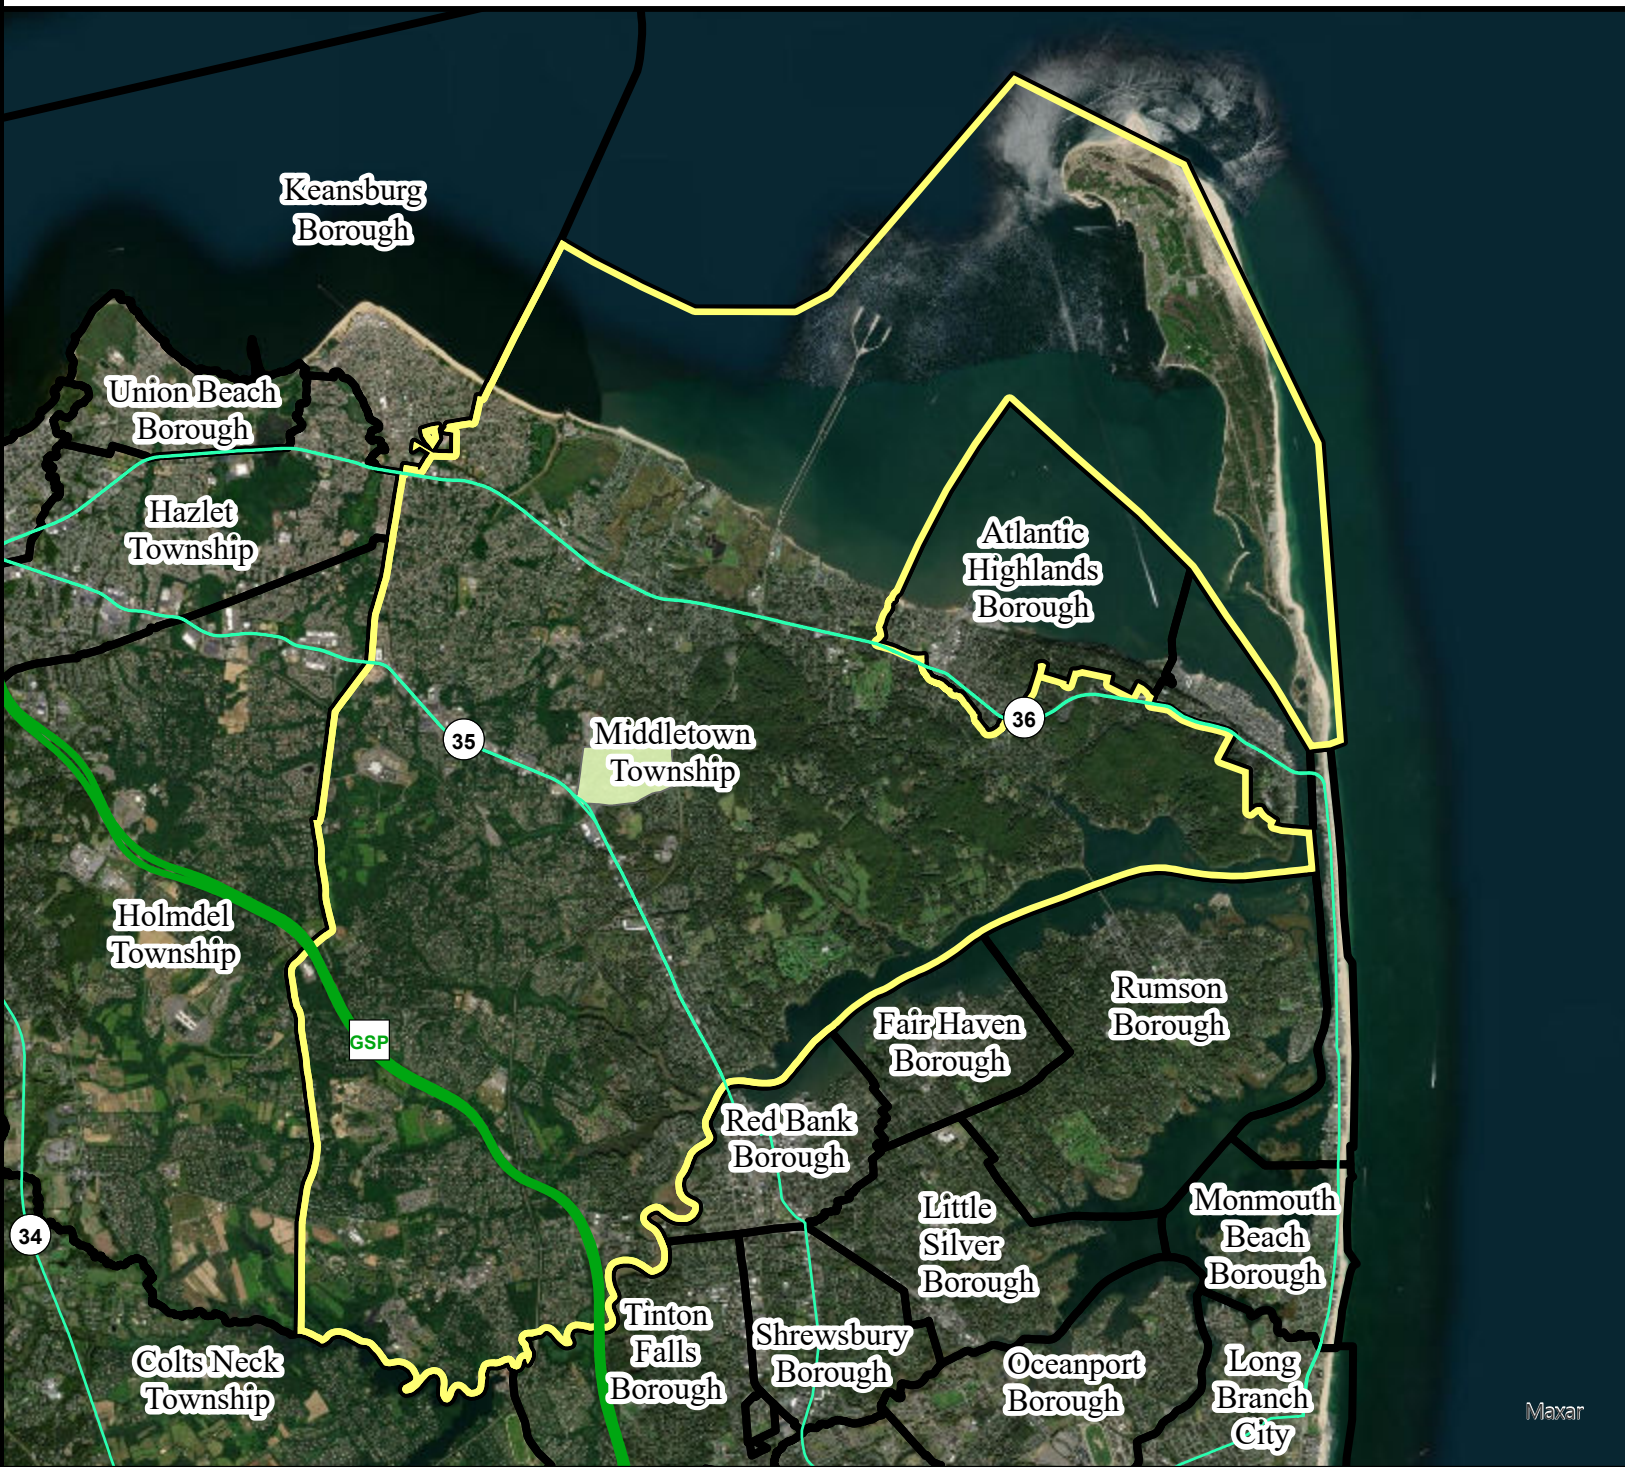 Keansburg
Borough
Union Beach
Borough
Hazlet
Township
Atlantic
Highlands
Borough
36
35
Middletown
Township
Holmdel
Township
GSP
Rumson
Borough
Fair Haven
Borough
Red Bank
Borough
34
Little
Silver
Borough
Monmouth
Beach
Borough
Tinton
Falls
Borough
Shrewsbury
Borough
Colts Neck
Township
Oceanport
Borough
Long
Branch
City
Maxar